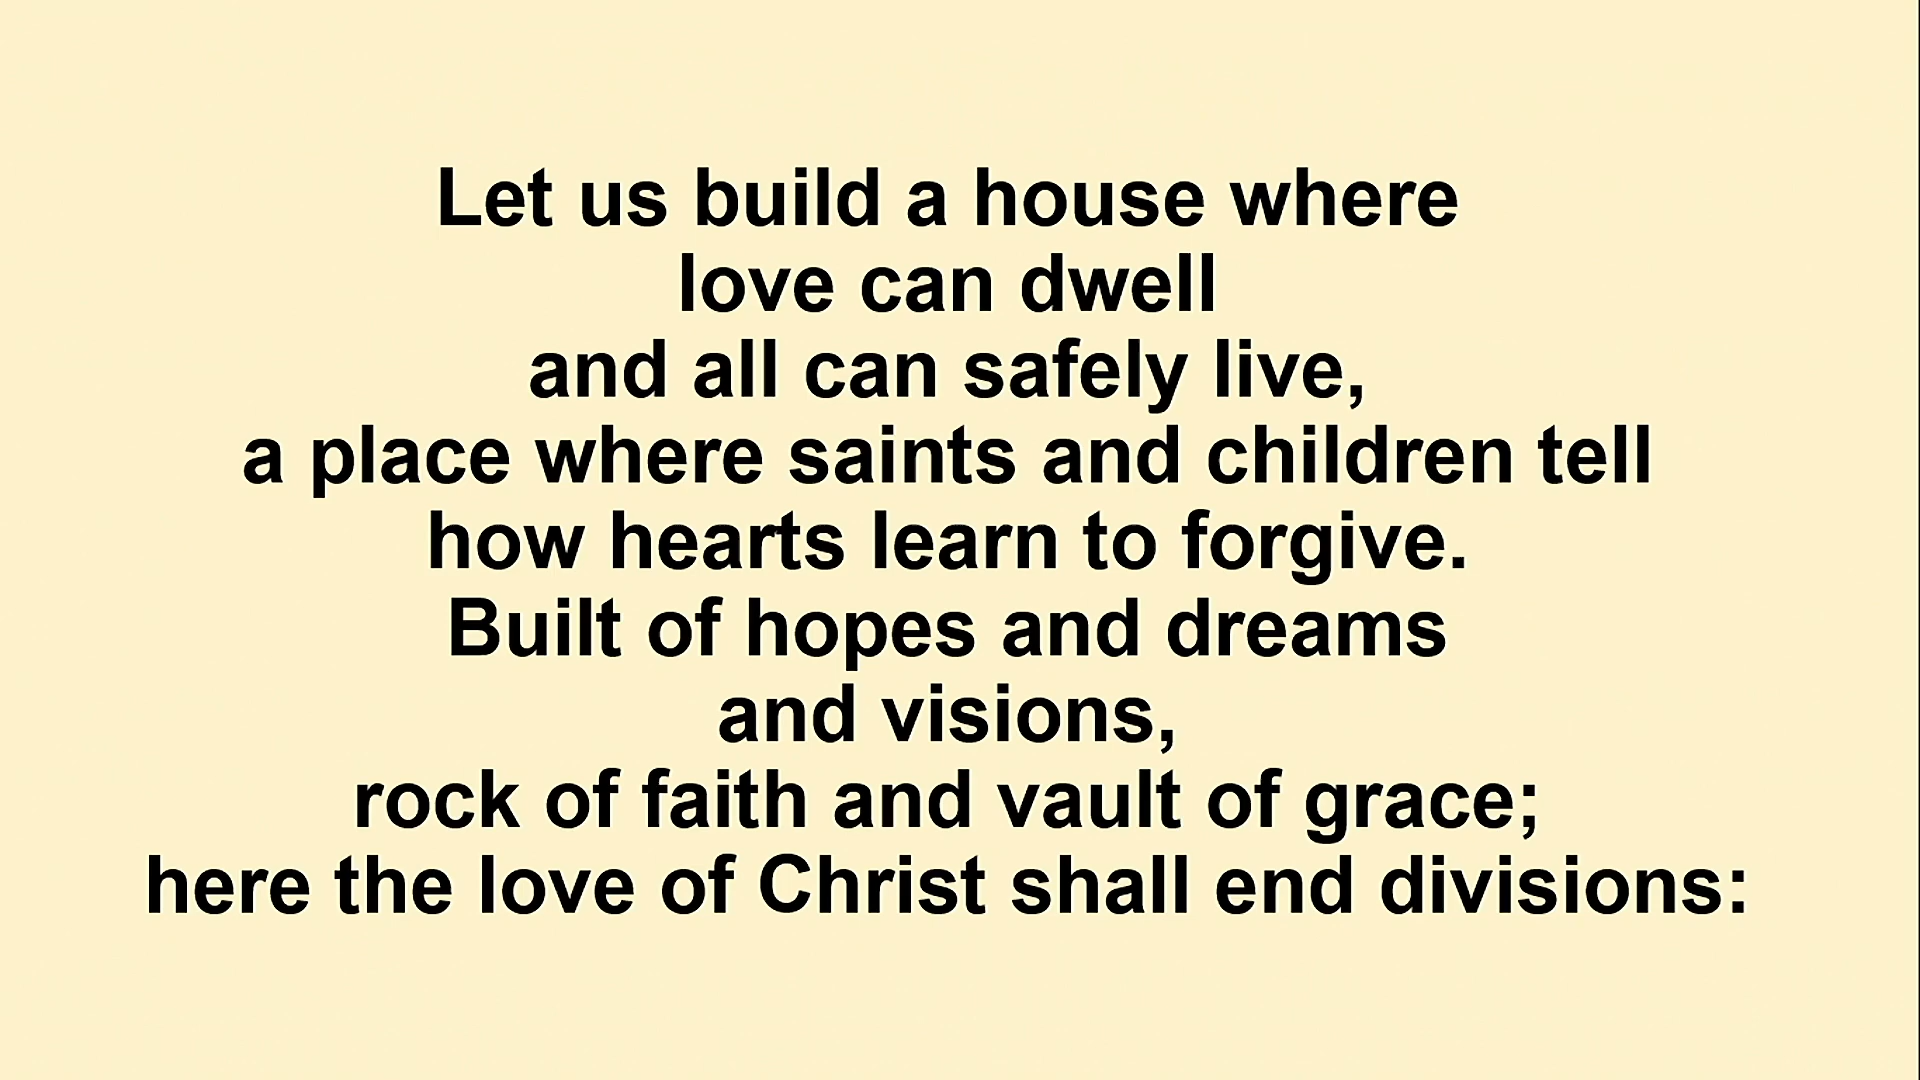 Let us build a house where
love can dwell
and all can safely live,
a place where saints and children tell
how hearts learn to forgive.
Built of hopes and dreams
and visions,
rock of faith and vault of grace;
here the love of Christ shall end divisions: